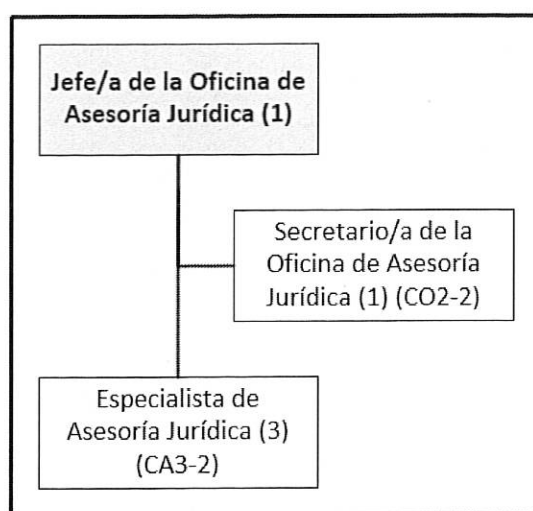 Jefe/a de la Oficina de
Asesoría Jurídica (1)
Secretario/a de la
Oficina de Asesoría
Jurídica (1) (CO2-2)
Especialista de
Asesoría Jurídica (3)
(CA3-2)